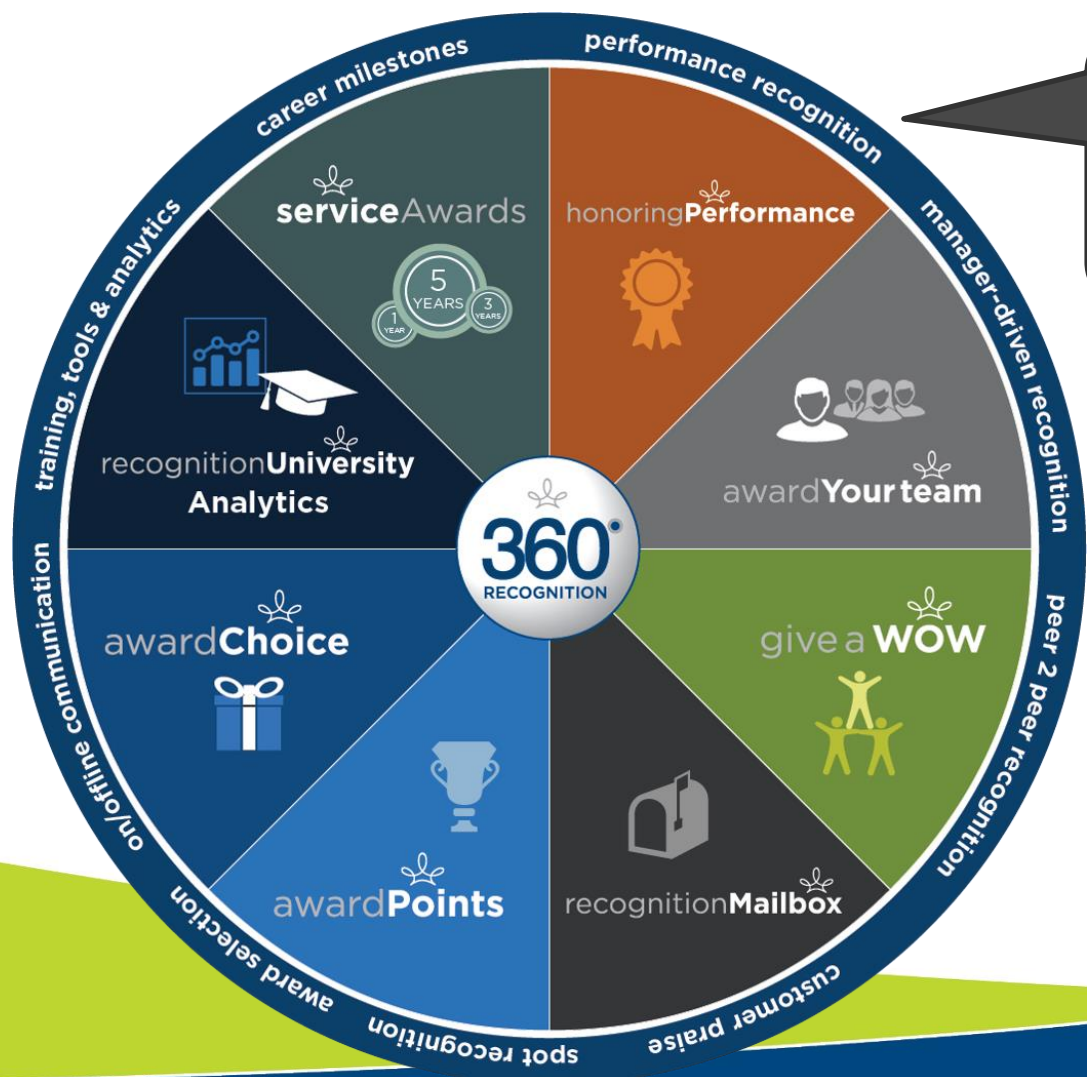 career milestones
performance recognition
manager-driven recognition
peer 2 peer recognition
customer praise
spot recognition
award selection
on/offline communication
training, tools & analytics
serviceAwards
1
YEAR
5
YEARS
3
YEARS
honoringPerformance
awardYourteam
give a WOW
recognitionMailbox
awardPoints
awardChoice
recognitionUniversity
Analytics
360°
RECOGNITION